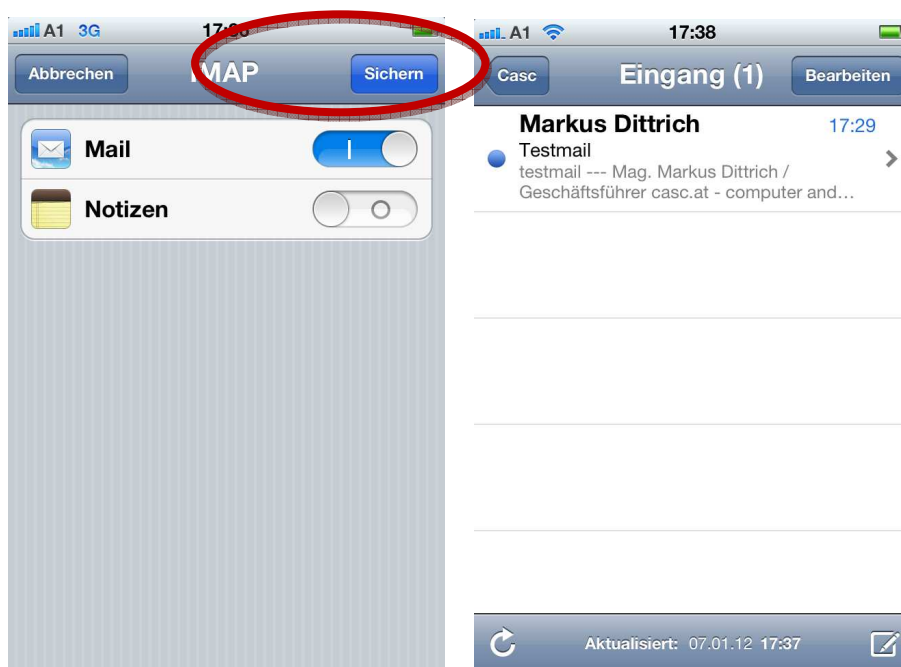 A1 3G
Abbrechen IMAP Sichern
Mail
Notizen
A1 17:38
Casc Eingang (1) Bearbeiten
Markus Dittrich 17:29
Testmail
testmail --- Mag. Markus Dittrich /
Geschäftsführer casc.at - computer and…
Aktualisiert: 07.01.12 17:37